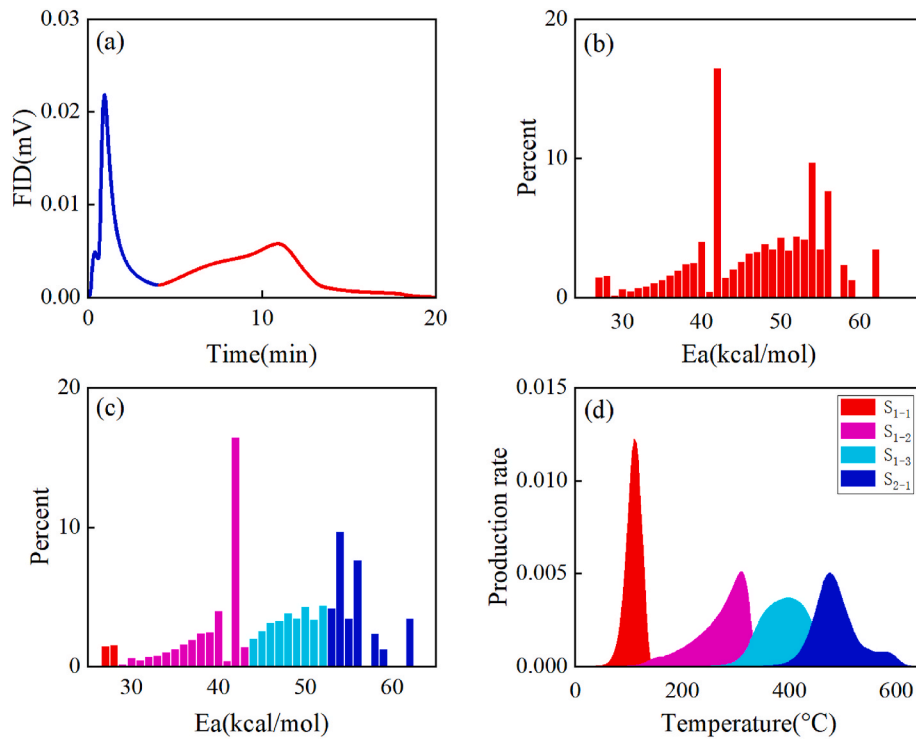 (a)
0.03
0.02
0.01
0.00
FID(mV)
0
10
20
Time(min)
(b)
20
10
0
Percent
30
40
50
60
Ea(kcal/mol)
(c)
20
10
0
Percent
30
40
50
60
Ea(kcal/mol)
(d)
0.015
0.010
0.005
0.000
Production rate
S₁₋₁
S₁₋₂
S₁₋₃
S₂₋₁
0
200
400
600
Temperature(°C)